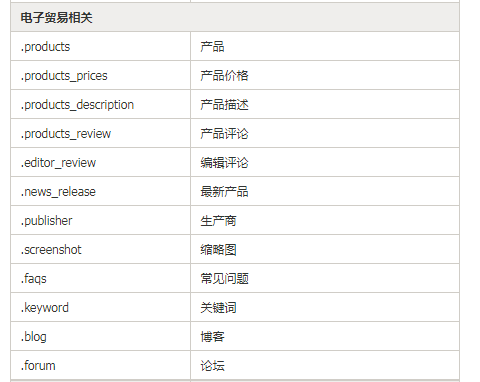 电子贸易相关
.products 产品
.products_prices 产品价格
.products_description 产品描述
.products_review 产品评论
.editor_review 编辑评论
.news_release 最新产品
.publisher 生产商
.screenshot 缩略图
.faqs 常见问题
.keyword 关键词
.blog 博客
.forum 论坛